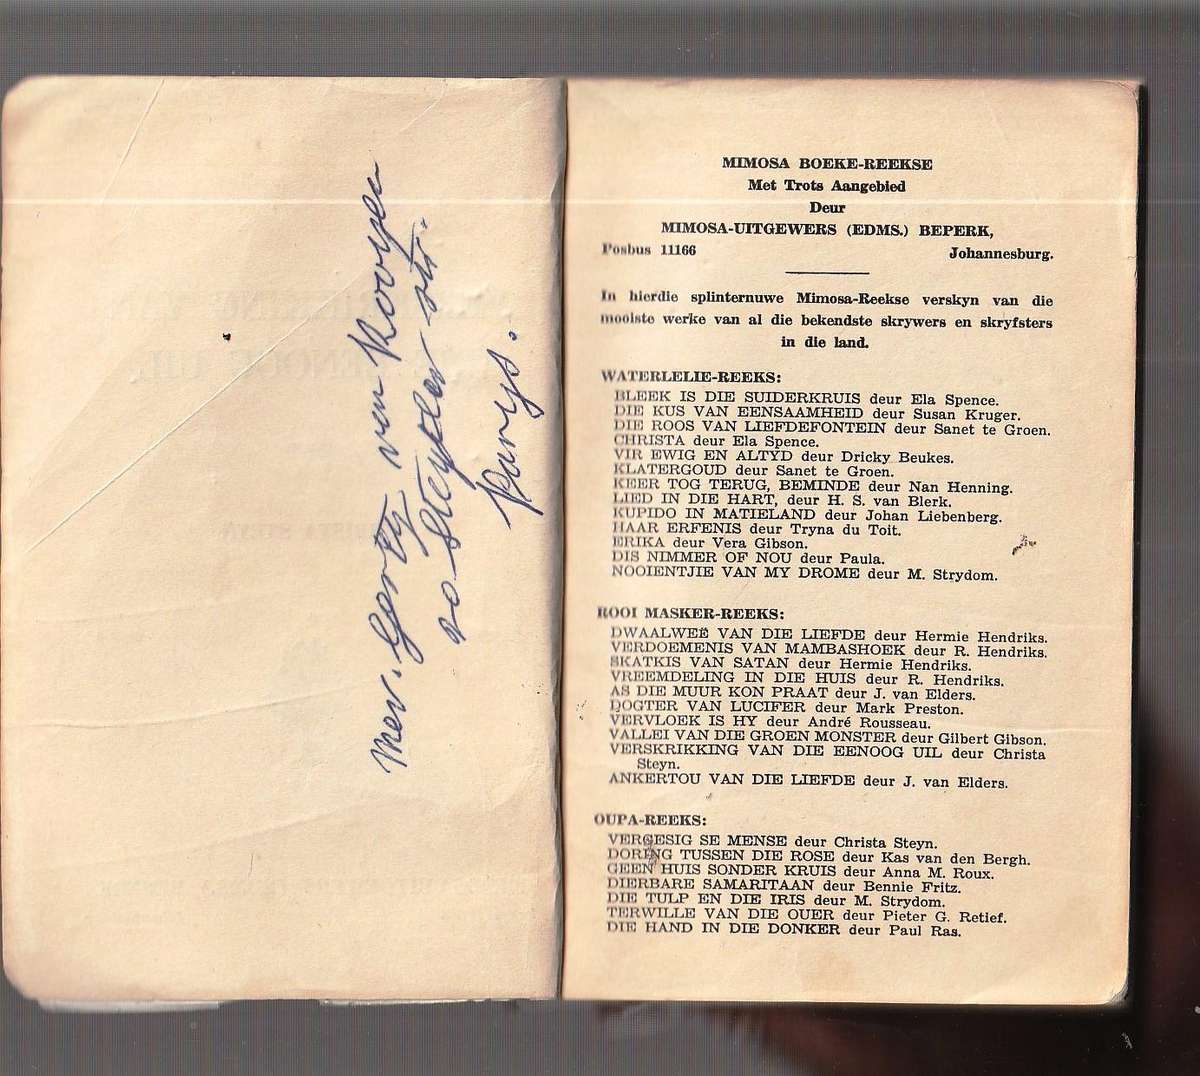 Mev. Gerty van Rooyen
20 Steyler str.
Parys.
MIMOSA BOEKE-REEKSE
Met Trots Aangebied
Deur
MIMOSA-UITGEWERS (EDMS.) BEPERK,
Posbus 11166 Johannesburg.
In hierdie splinternuwe Mimosa-Reekse verskyn van die
mooiste werke van al die bekendste skrywers en skryfsters
in die land.
WATERLELIE-REEKS:
BLEEK IS DIE SUIDERKRUIS deur Ela Spence.
DIE KUS VAN EENSAAMHEID deur Susan Kruger.
DIE ROOS VAN LIEFDEFONTEIN deur Sanet te Groen.
CHRISTA deur Ela Spence.
VIR EWIG EN ALTYD deur Dricky Beukes.
KLATERGOUD deur Sanet te Groen.
KEER TOG TERUG, BEMINDE deur Nan Henning.
LIED IN DIE HART, deur H. S. van Blerk.
KUPIDO IN MATIELAND deur Johan Liebenberg.
HAAR ERFENIS deur Tryna du Toit.
ERIKA deur Vera Gibson.
DIS NIMMER OF NOU deur Paula.
NOOIENTJIE VAN MY DROME deur M. Strydom.
ROOI MASKER-REEKS:
DWAALWEË VAN DIE LIEFDE deur Hermie Hendriks.
VERDOEMENIS VAN MAMBASHOEK deur R. Hendriks.
SKATKIS VAN SATAN deur Hermie Hendriks.
VREEMDELING IN DIE HUIS deur R. Hendriks.
AS DIE MUUR KON PRAAT deur J. van Elders.
DOGTER VAN LUCIFER deur Mark Preston.
VERVLOEK IS HY deur André Rousseau.
VALLEI VAN DIE GROEN MONSTER deur Gilbert Gibson.
VERSKRIKKING VAN DIE EENOOG UIL deur Christa
Steyn.
ANKERTOU VAN DIE LIEFDE deur J. van Elders.
OUPA-REEKS:
VERGESIG SE MENSE deur Christa Steyn.
DORING TUSSEN DIE ROSE deur Kas van den Bergh.
GEEN HUIS SONDER KRUIS deur Anna M. Roux.
DIERBARE SAMARITAAN deur Bennie Fritz.
DIE TULP EN DIE IRIS deur M. Strydom.
TERWILLE VAN DIE OUER deur Pieter G. Retief.
DIE HAND IN DIE DONKER deur Paul Ras.